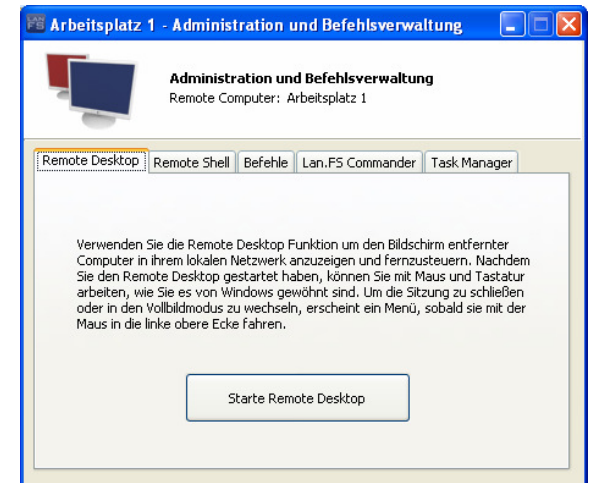 LAN FS Arbeitsplatz 1 - Administration und Befehlsverwaltung
Administration und Befehlsverwaltung
Remote Computer: Arbeitsplatz 1
Remote Desktop Remote Shell Befehle Lan.FS Commander Task Manager
Verwenden Sie die Remote Desktop Funktion um den Bildschirm entfernter
Computer in ihrem lokalen Netzwerk anzuzeigen und fernzusteuern. Nachdem
Sie den Remote Desktop gestartet haben, können Sie mit Maus und Tastatur
arbeiten, wie Sie es von Windows gewöhnt sind. Um die Sitzung zu schließen
oder in den Vollbildmodus zu wechseln, erscheint ein Menü, sobald sie mit der
Maus in die linke obere Ecke fahren.
Starte Remote Desktop